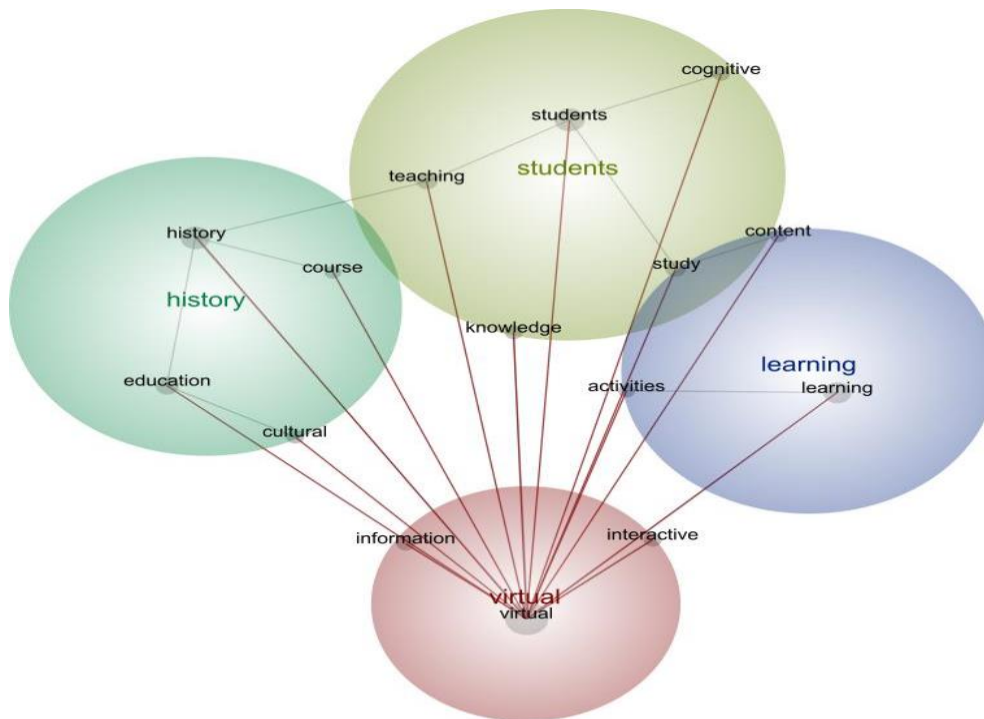 cognitive
students
students
teaching
history
content
course
study
history
knowledge
learning
education
activities
learning
cultural
information
interactive
virtual
virtual